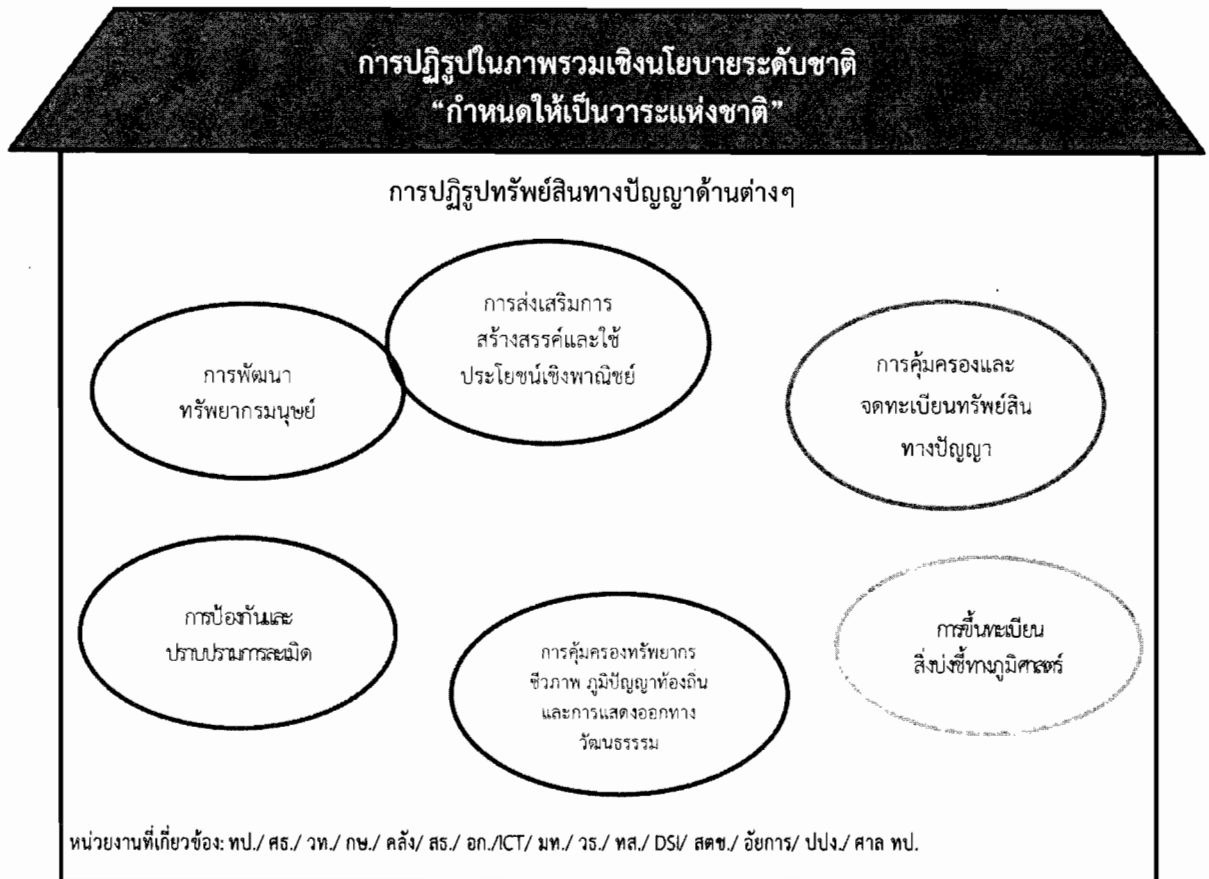 การปฏิรูปในภาพรวมเชิงนโยบายระดับชาติ
“กำหนดให้เป็นวาระแห่งชาติ”
การปฏิรูปทรัพย์สินทางปัญญาด้านต่างๆ
การส่งเสริมการ
สร้างสรรค์และใช้
ประโยชน์เชิงพาณิชย์
การพัฒนา
ทรัพยากรมนุษย์
การคุ้มครองและ
จดทะเบียนทรัพย์สิน
ทางปัญญา
การป้องกันและ
ปราบปรามการละเมิด
การคุ้มครองทรัพยากร
ชีวภาพ ภูมิปัญญาท้องถิ่น
และการแสดงออกทาง
วัฒนธรรรม
การขึ้นทะเบียน
สิ่งบ่งชี้ทางภูมิศาสตร์
หน่วยงานที่เกี่ยวข้อง: ทป./ ศธ./ วท./ กษ./ คลัง/ สธ./ อก./ICT/ มท./ วธ./ ทส./ DSI/ สตช./ อัยการ/ ปปง./ ศาล ทป.